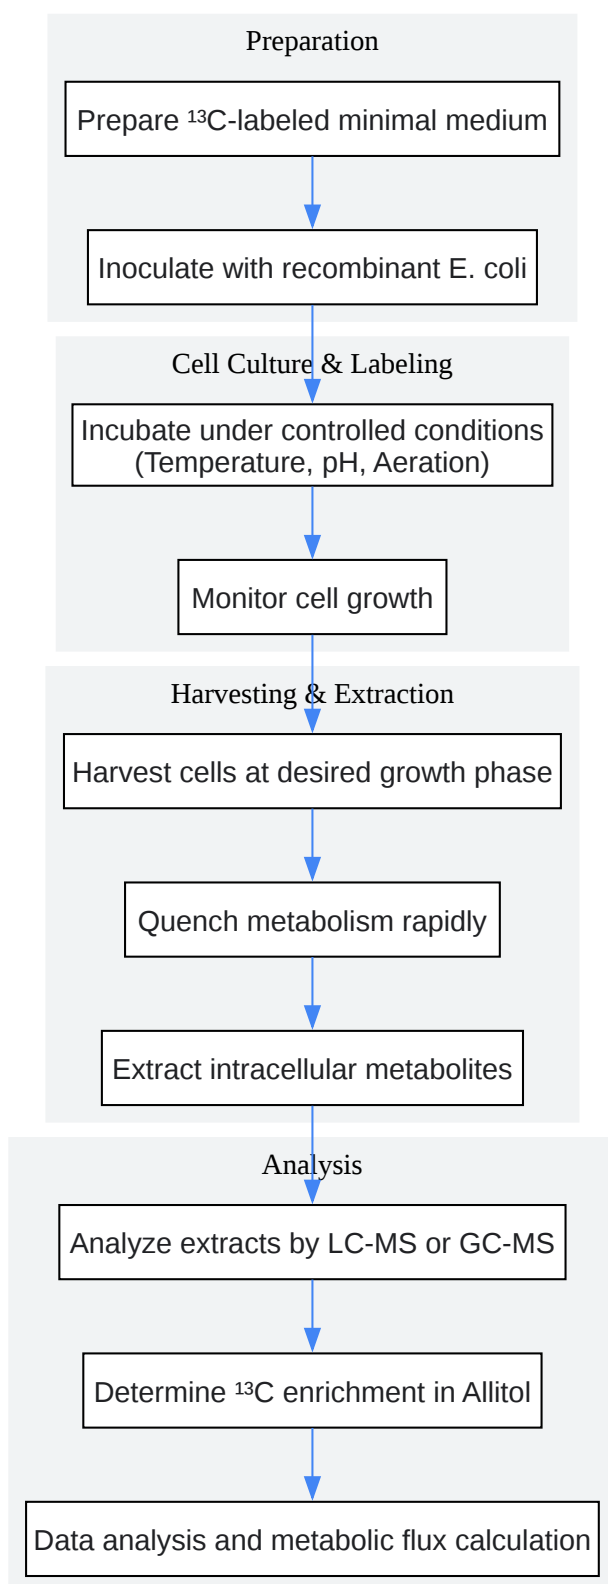 Preparation
Prepare ¹³C-labeled minimal medium
Inoculate with recombinant E. coli
Cell Culture & Labeling
Incubate under controlled conditions
(Temperature, pH, Aeration)
Monitor cell growth
Harvesting & Extraction
Harvest cells at desired growth phase
Quench metabolism rapidly
Extract intracellular metabolites
Analysis
Analyze extracts by LC-MS or GC-MS
Determine ¹³C enrichment in Allitol
Data analysis and metabolic flux calculation